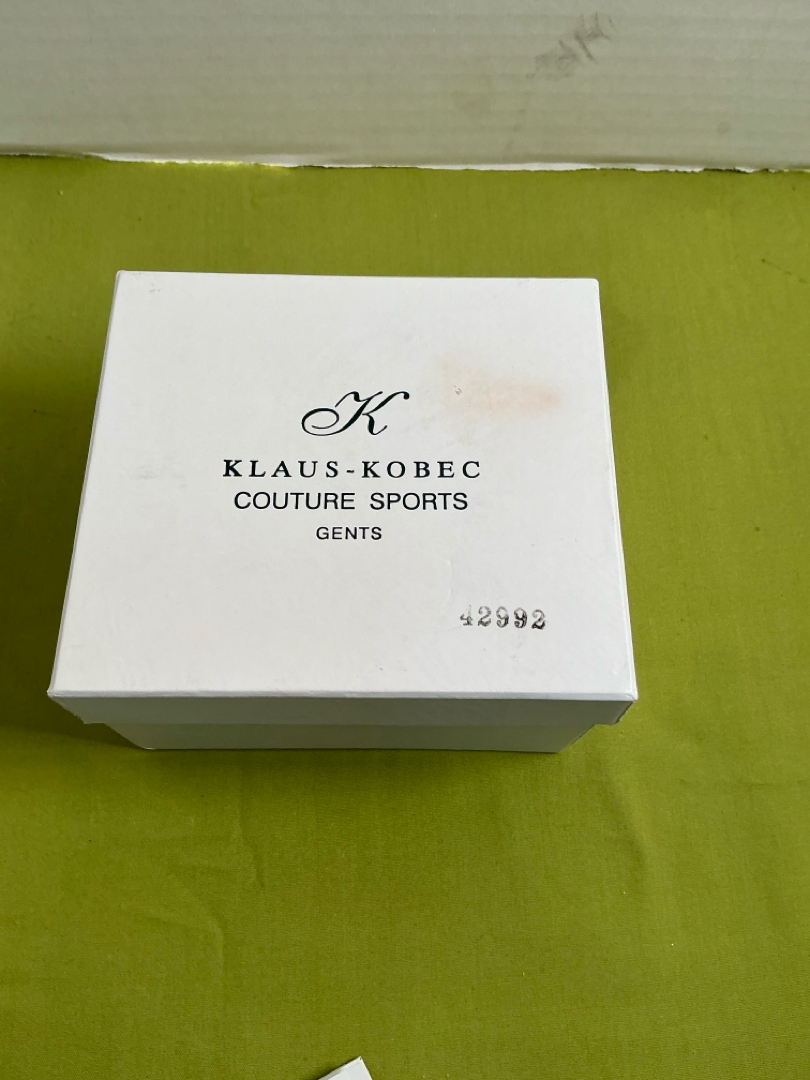 K
KLAUS-KOBEC
COUTURE SPORTS
GENTS
42992